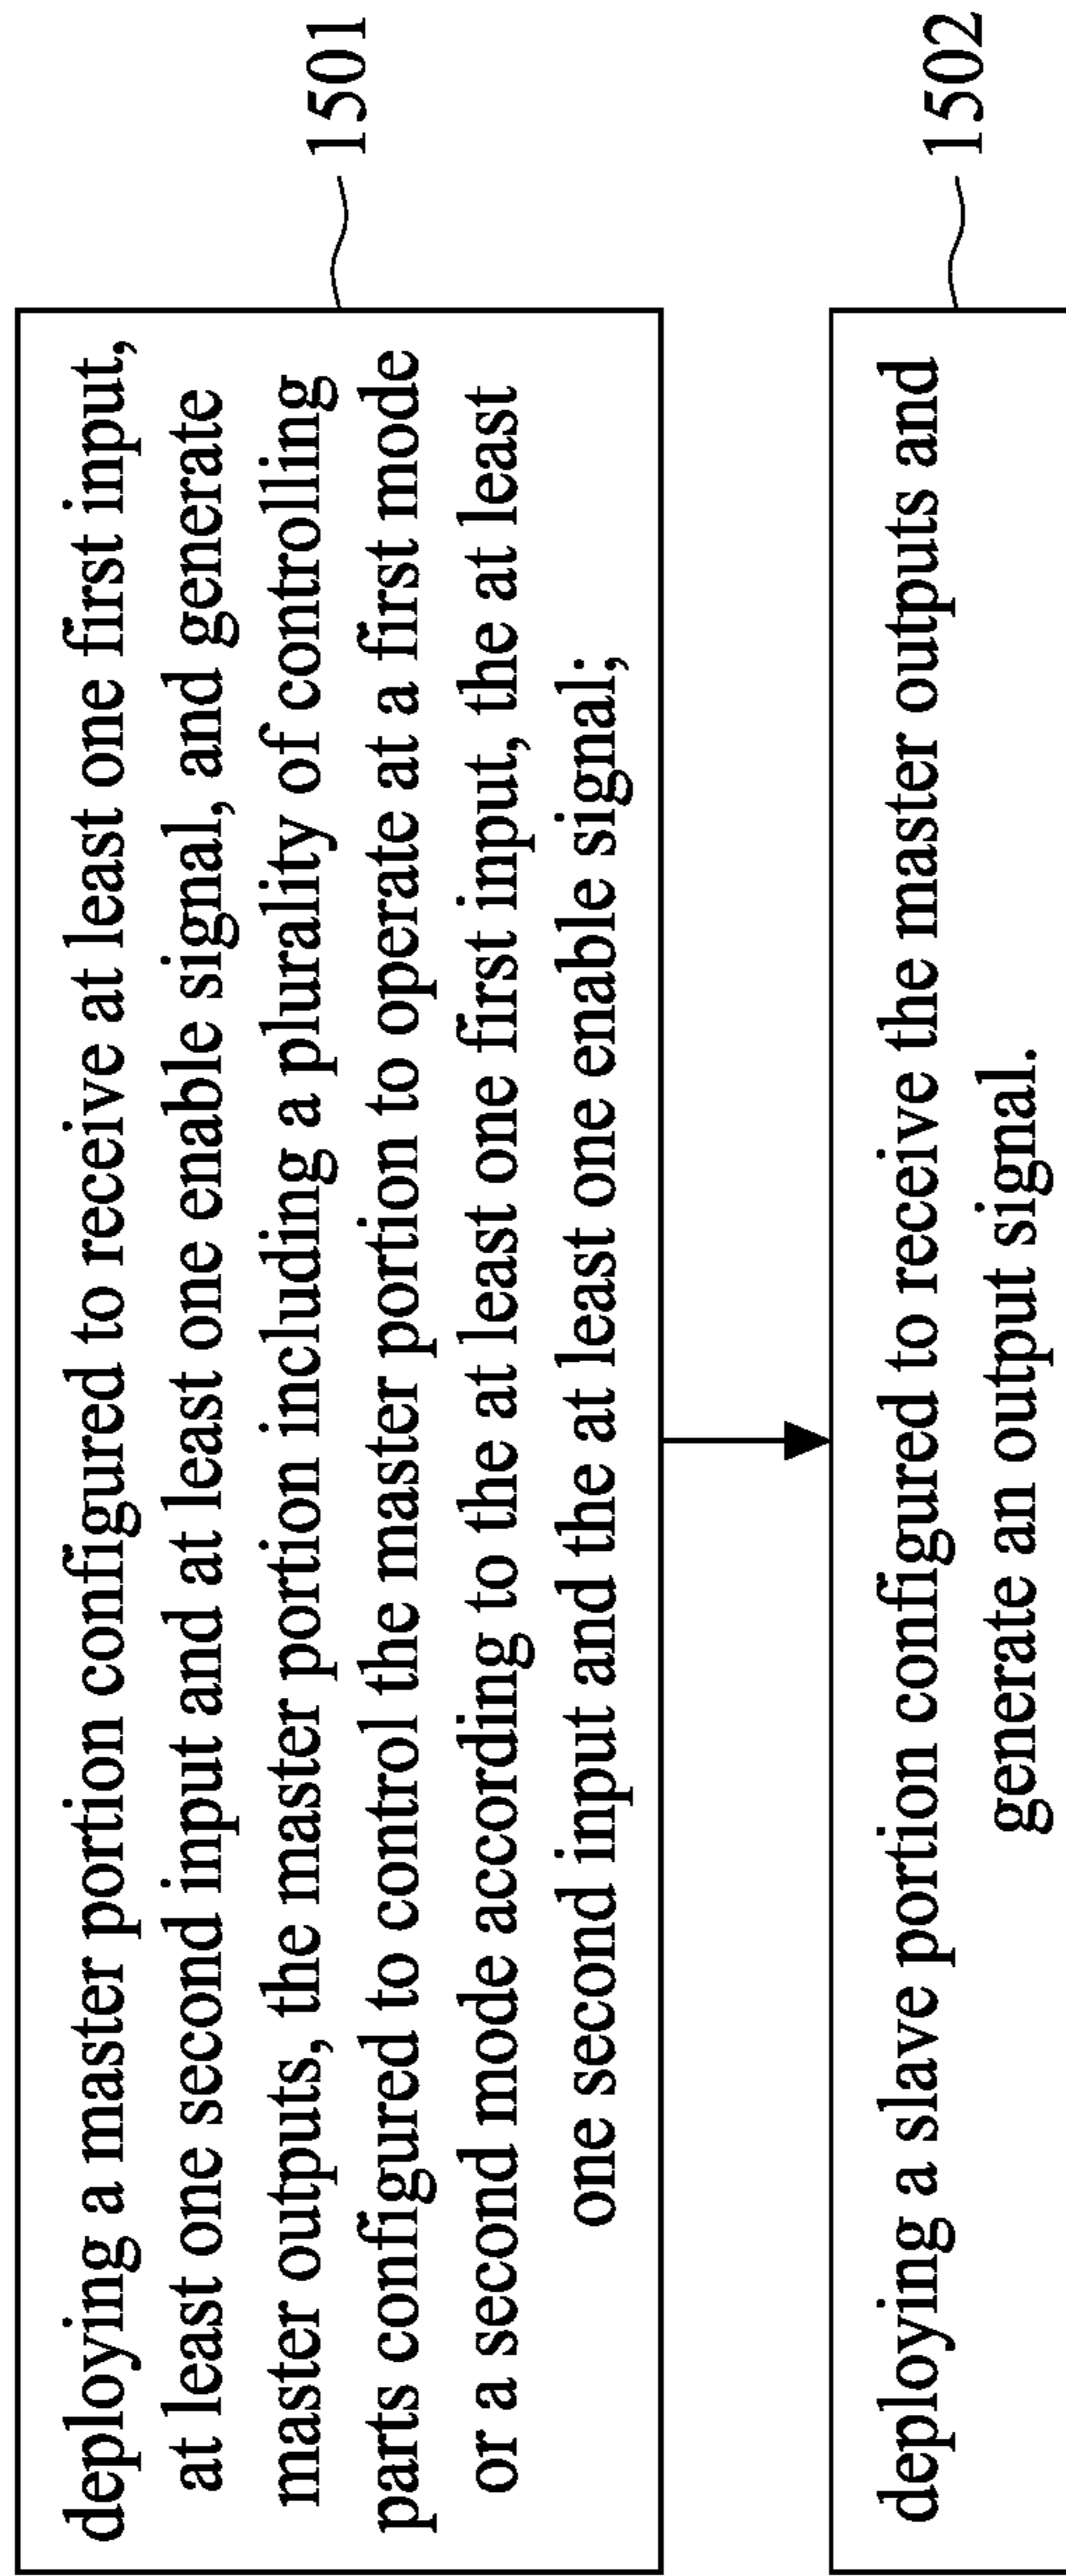 deploying a master portion configured to receive at least one first input,
at least one second input and at least one enable signal, and generate
master outputs, the master portion including a plurality of controlling
parts configured to control the master portion to operate at a first mode
or a second mode according to the at least one first input, the at least
one second input and the at least one enable signal;
1501
deploying a slave portion configured to receive the master outputs and
generate an output signal.
1502